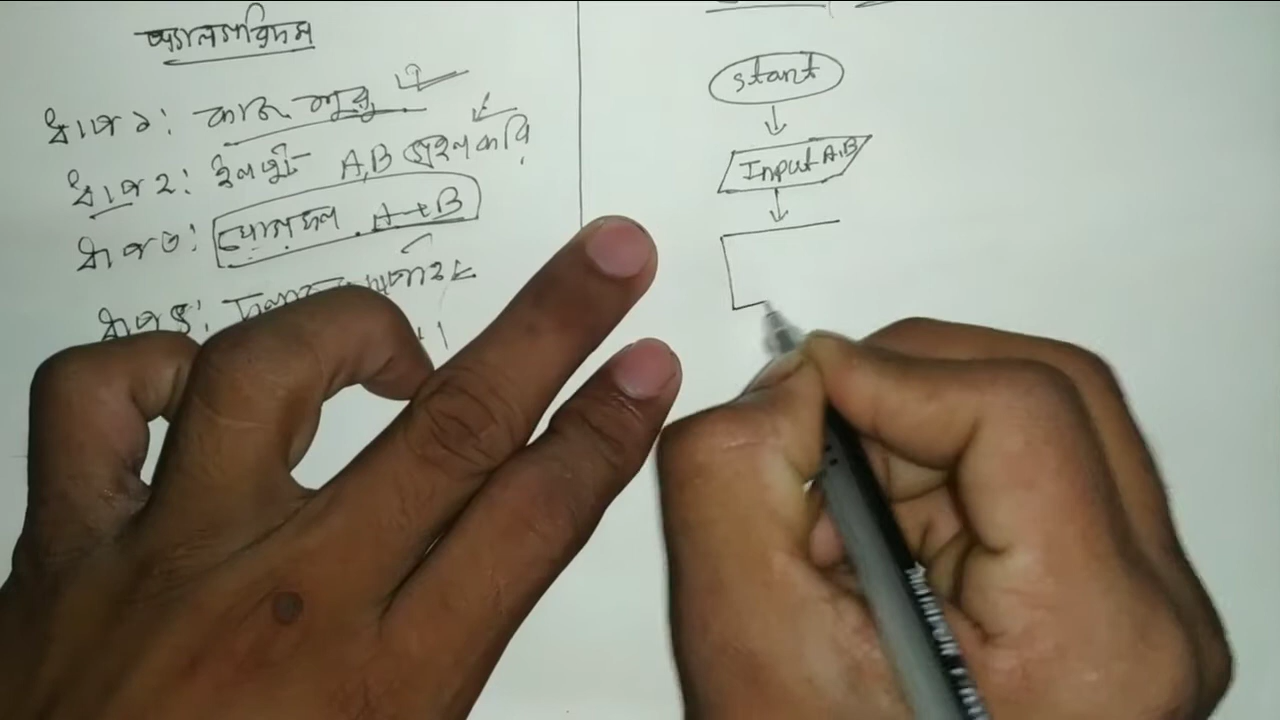 অ্যালগরিদম
ধাপ ১: কাজ শুরু
ধাপ ২: ইনপুট A,B গ্রহণ করি
ধাপ ৩: যোগফল A+B
ধাপ ৪:
start
Input A,B